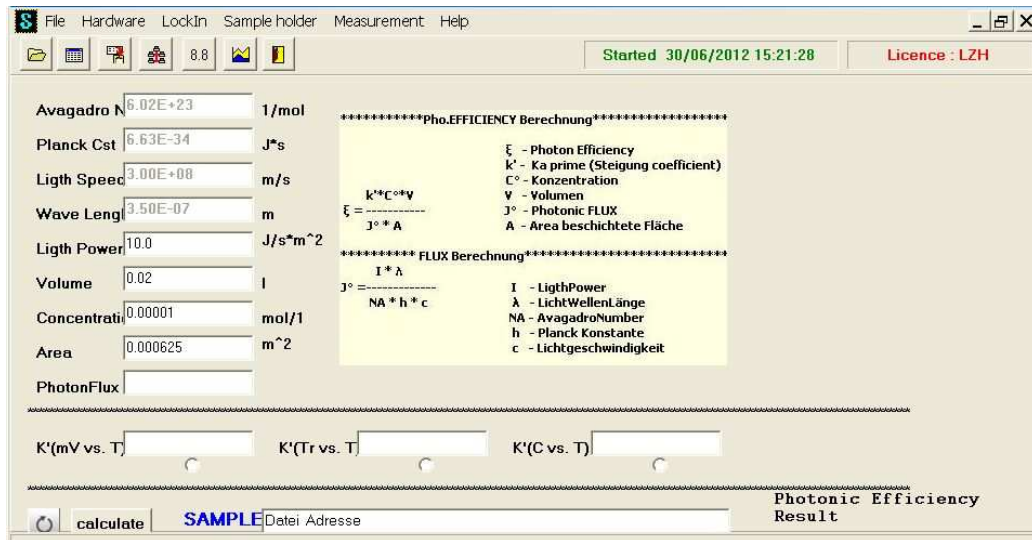 File Hardware LockIn Sample holder Measurement Help
8.8
Started 30/06/2012 15:21:28
Licence : LZH
Avagadro N 6.02E+23 1/mol
Planck Cst 6.63E-34 J*s
Ligth Speed 3.00E+08 m/s
Wave Lengl 3.50E-07 m
Ligth Power 10.0 J/s*m^2
Volume 0.02 l
Concentrati 0.00001 mol/1
Area 0.000625 m^2
PhotonFlux
***********Pho.EFFICIENCY Berechnung******************
ξ - Photon Efficiency
k' - Ka prime (Steigung coefficient)
C° - Konzentration
k'*C°*V V - Volumen
ξ =----------- J° - Photonic FLUX
J° * A A - Area beschichtete Fläche
********** FLUX Berechnung***************************
I * λ
J° =------------- I - LigthPower
NA * h * c λ - LichtWellenLänge
NA - AvagadroNumber
h - Planck Konstante
c - Lichtgeschwindigkeit
K'(mV vs. T) K'(Tr vs. T K'(C vs. T)
Photonic Efficiency
Result
calculate SAMPLE Datei Adresse